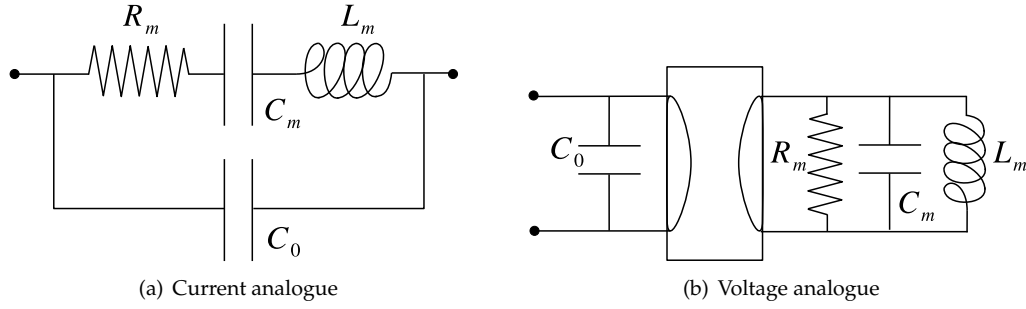 R_m L_m
C_m
C_0
(a) Current analogue
C_0 R_m C_m L_m
(b) Voltage analogue